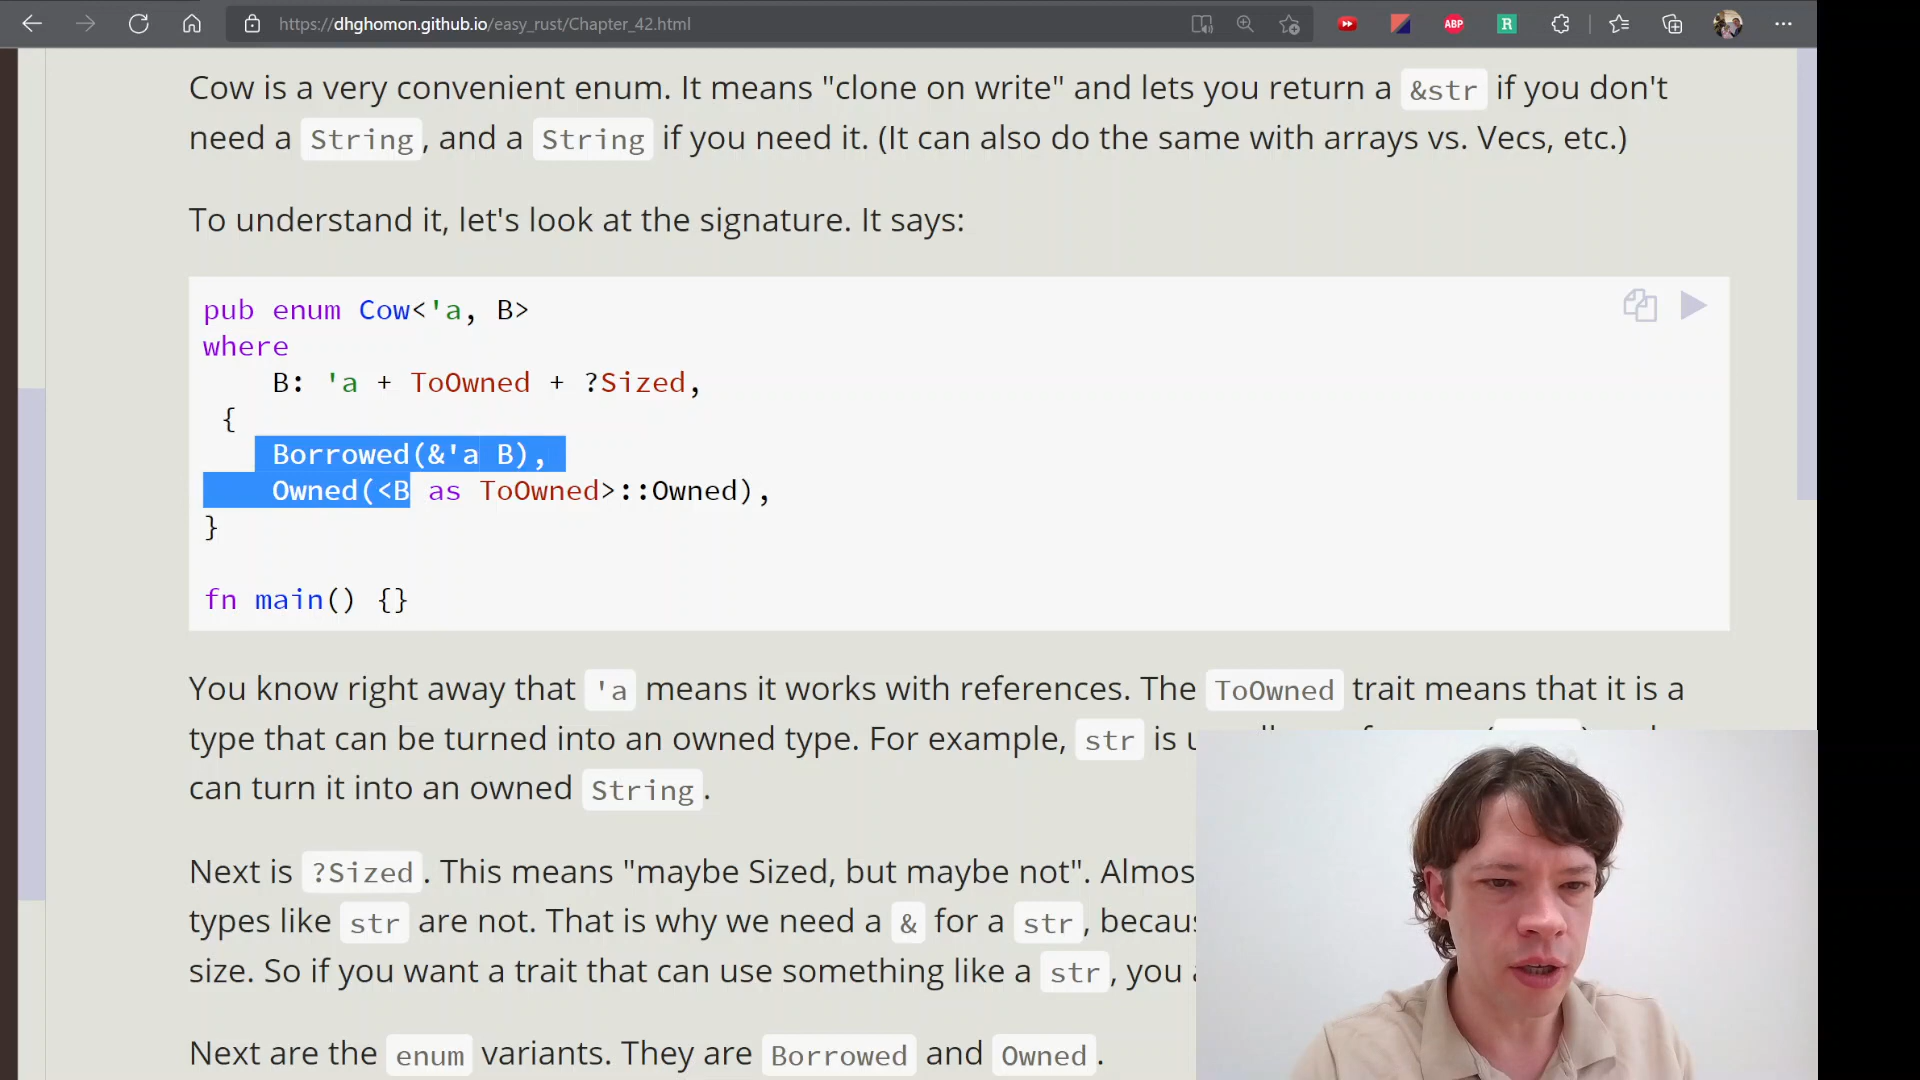 https://dhghomon.github.io/easy_rust/Chapter_42.html
ABP
R
Cow is a very convenient enum. It means "clone on write" and lets you return a &str if you don't
need a String, and a String if you need it. (It can also do the same with arrays vs. Vecs, etc.)
To understand it, let's look at the signature. It says:
pub enum Cow<'a, B>
where
B: 'a + ToOwned + ?Sized,
{
Borrowed(&'a B),
Owned(<B as ToOwned>::Owned),
}
fn main() {}
You know right away that 'a means it works with references. The ToOwned trait means that it is a
type that can be turned into an owned type. For example, str is
can turn it into an owned String.
Next is ?Sized. This means "maybe Sized, but maybe not". Almos
types like str are not. That is why we need a & for a str, becaus
size. So if you want a trait that can use something like a str, you a
Next are the enum variants. They are Borrowed and Owned.